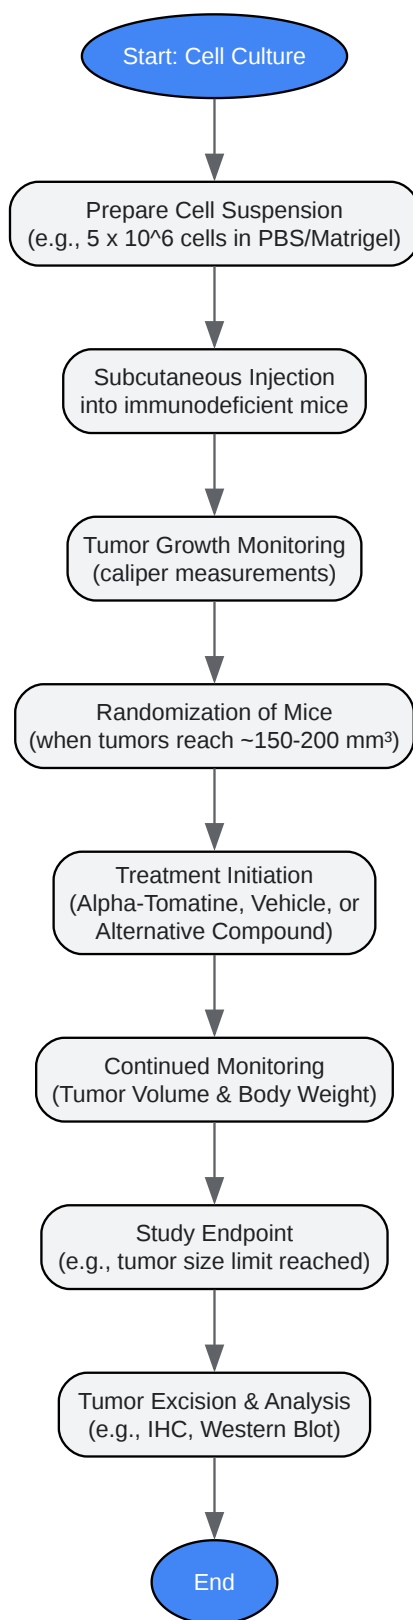 Start: Cell Culture
Prepare Cell Suspension
(e.g., 5 x 10^6 cells in PBS/Matrigel)
Subcutaneous Injection
into immunodeficient mice
Tumor Growth Monitoring
(caliper measurements)
Randomization of Mice
(when tumors reach ~150-200 mm³)
Treatment Initiation
(Alpha-Tomatine, Vehicle, or
Alternative Compound)
Continued Monitoring
(Tumor Volume & Body Weight)
Study Endpoint
(e.g., tumor size limit reached)
Tumor Excision & Analysis
(e.g., IHC, Western Blot)
End